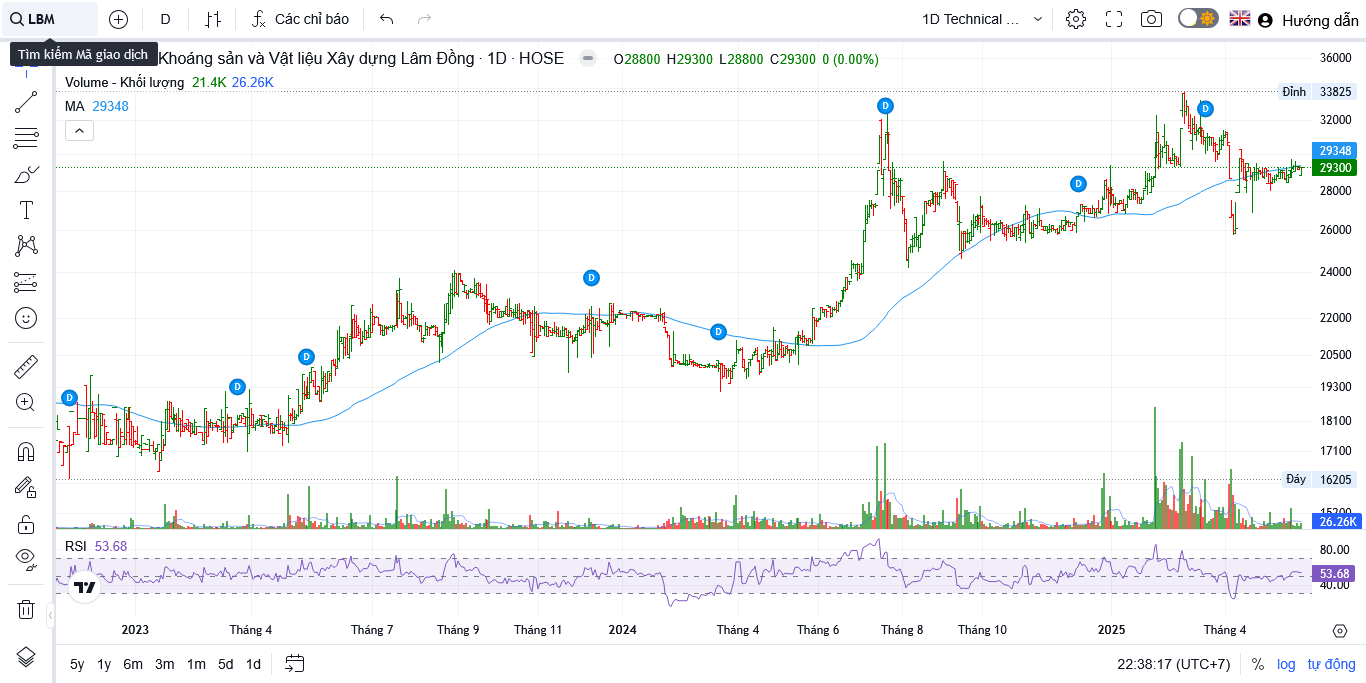 LBM
D
Các chỉ báo
1D Technical ...
Hướng dẫn
Tìm kiếm Mã giao dịch
Khoáng sản và Vật liệu Xây dựng Lâm Đồng · 1D · HOSE
O28800 H29300 L28800 C29300 0 (0.00%)
Volume - Khối lượng 21.4K 26.26K
MA 29348
36000
Đỉnh 33825
32000
29348
29300
28000
26000
24000
22000
20500
19300
18100
17100
Đáy 16205
15200
26.26K
D
D
D
D
D
D
D
D
RSI 53.68
80.00
53.68
40.00
2023
Tháng 4
Tháng 7
Tháng 9
Tháng 11
2024
Tháng 4
Tháng 6
Tháng 8
Tháng 10
2025
Tháng 4
5y 1y 6m 3m 1m 5d 1d
22:38:17 (UTC+7)
%
log
tự động